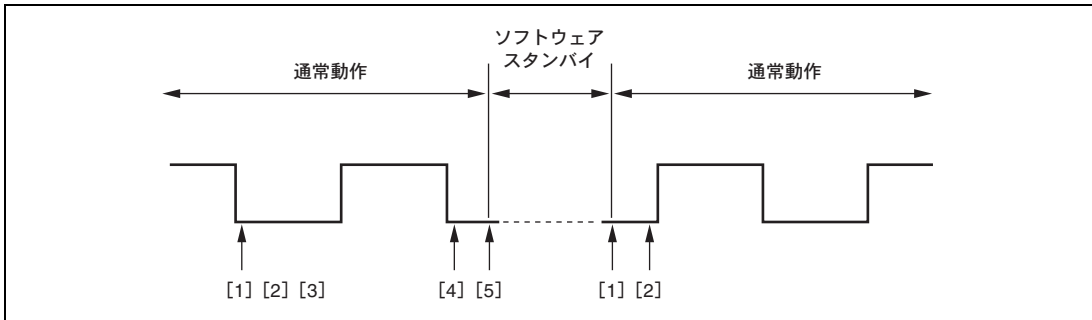 ソフトウェア
スタンバイ
通常動作
通常動作
[1] [2] [3]
[4] [5]
[1] [2]